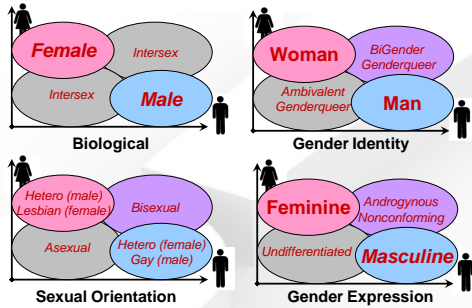 Female
Intersex
Intersex
Male
Biological
Woman
BiGender
Genderqueer
Ambivalent
Genderqueer
Man
Gender Identity
Hetero (male)
Lesbian (female)
Bisexual
Asexual
Hetero (female)
Gay (male)
Sexual Orientation
Feminine
Androgynous
Nonconforming
Undifferentiated
Masculine
Gender Expression